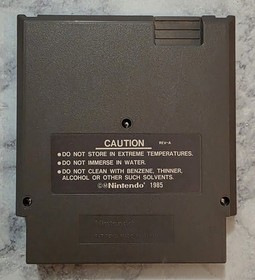 CAUTION REV-A
●DO NOT STORE IN EXTREME TEMPERATURES.
●DO NOT IMMERSE IN WATER.
●DO NOT CLEAN WITH BENZENE, THINNER,
ALCOHOL OR OTHER SUCH SOLVENTS.
©Ⓜ Nintendo® 1985